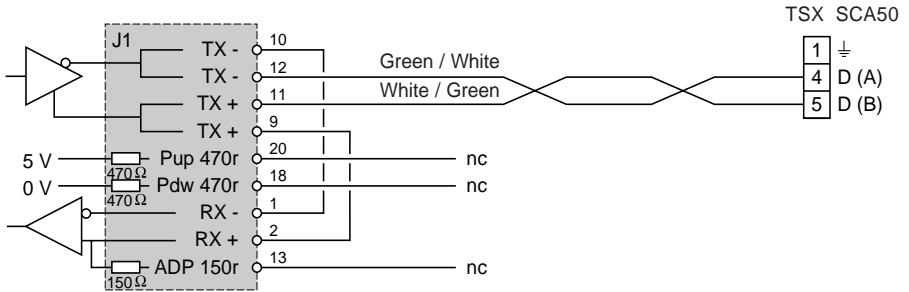 TSX SCA50
J1
TX - 10
TX - 12 Green / White
TX + 11 White / Green
TX + 9
1
4 D (A)
5 D (B)
5 V 470Ω Pup 470r 20 nc
0 V 470Ω Pdw 470r 18 nc
RX - 1
RX + 2
150Ω ADP 150r 13 nc